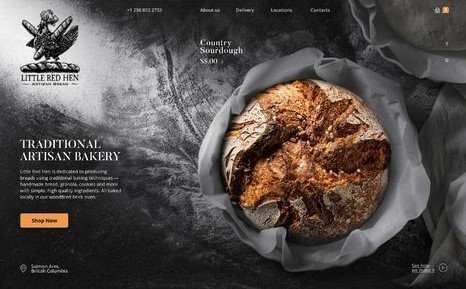 +1 250 803 2733
About us
Delivery
Locations
Contacts
LITTLE RED HEN
ARTISAN BREAD
Country
Sourdough
$8.00
TRADITIONAL
ARTISAN BAKERY
Little Red Hen is dedicated to producing
breads using traditional baking techniques —
handmade bread, granola, cookies and more
with simple, high quality ingredients. All baked
locally in our woodfired brick oven.
Shop Now
Salmon Arm,
British Columbia
See how
we make it